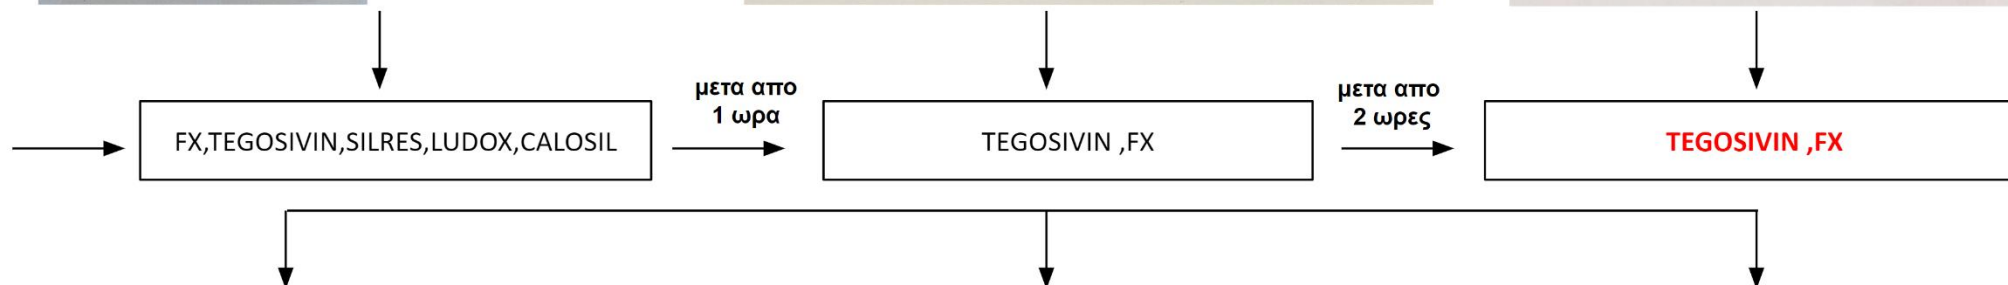 FX,TEGOSIVIN,SILRES,LUDOX,CALOSIL
μετα απο
1 ωρα
TEGOSIVIN ,FX
μετα απο
2 ωρες
TEGOSIVIN ,FX